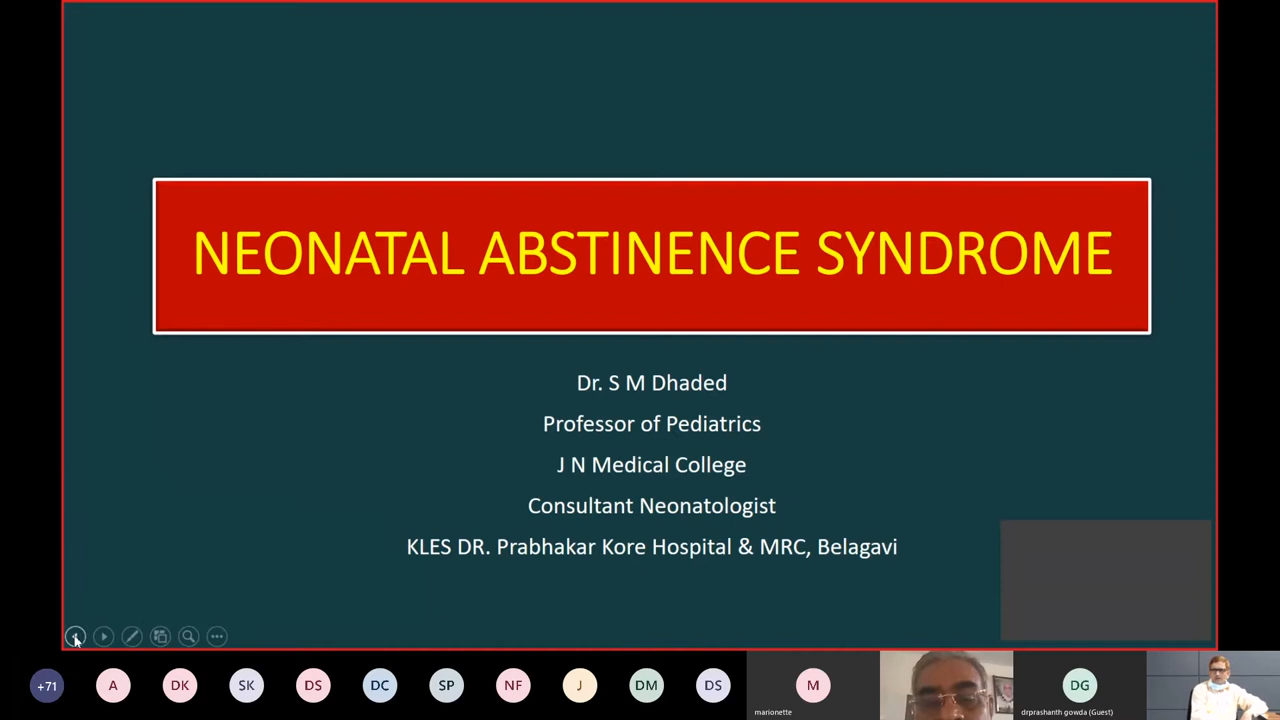 NEONATAL ABSTINENCE SYNDROME
Dr. S M Dhaded
Professor of Pediatrics
J N Medical College
Consultant Neonatologist
KLES DR. Prabhakar Kore Hospital & MRC, Belagavi
+71
A
DK
SK
DS
DC
SP
NF
J
DM
DS
M
DG
marionette
drprashanth gowda (Guest)